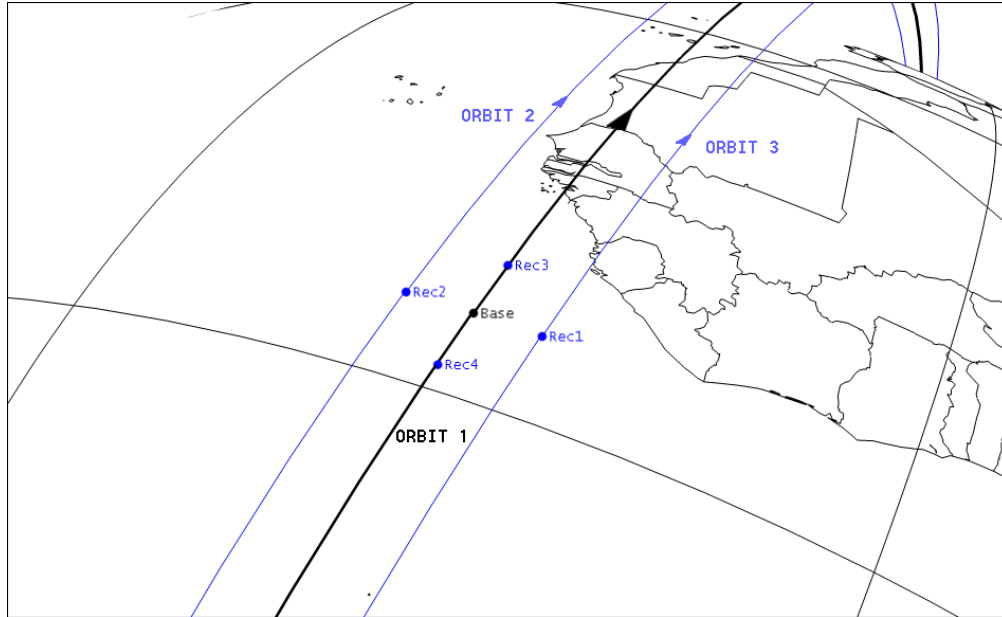 ORBIT 2
ORBIT 3
Rec3
Rec2
Base
Rec1
Rec4
ORBIT 1